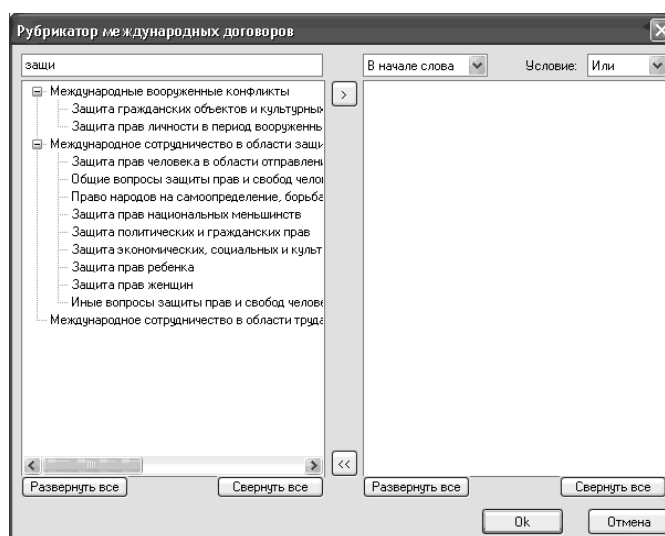 Рубрикатор международных договоров
защи
В начале слова
Условие:
Или
Международные вооруженные конфликты
Защита гражданских объектов и культурных
Защита прав личности в период вооруженнь
Международное сотрудничество в области защи
Защита прав человека в области отправлень
Общие вопросы защиты прав и свобод челов
Право народов на самоопределение, борьба
Защита прав национальных меньшинств
Защита политических и гражданских прав
Защита экономических, социальных и культ
Защита прав ребенка
Защита прав женщин
Иные вопросы защиты прав и свобод челове
Международное сотрудничество в области труда
>
<<
Развернуть все
Свернуть все
Развернуть все
Свернуть все
Ok
Отмена